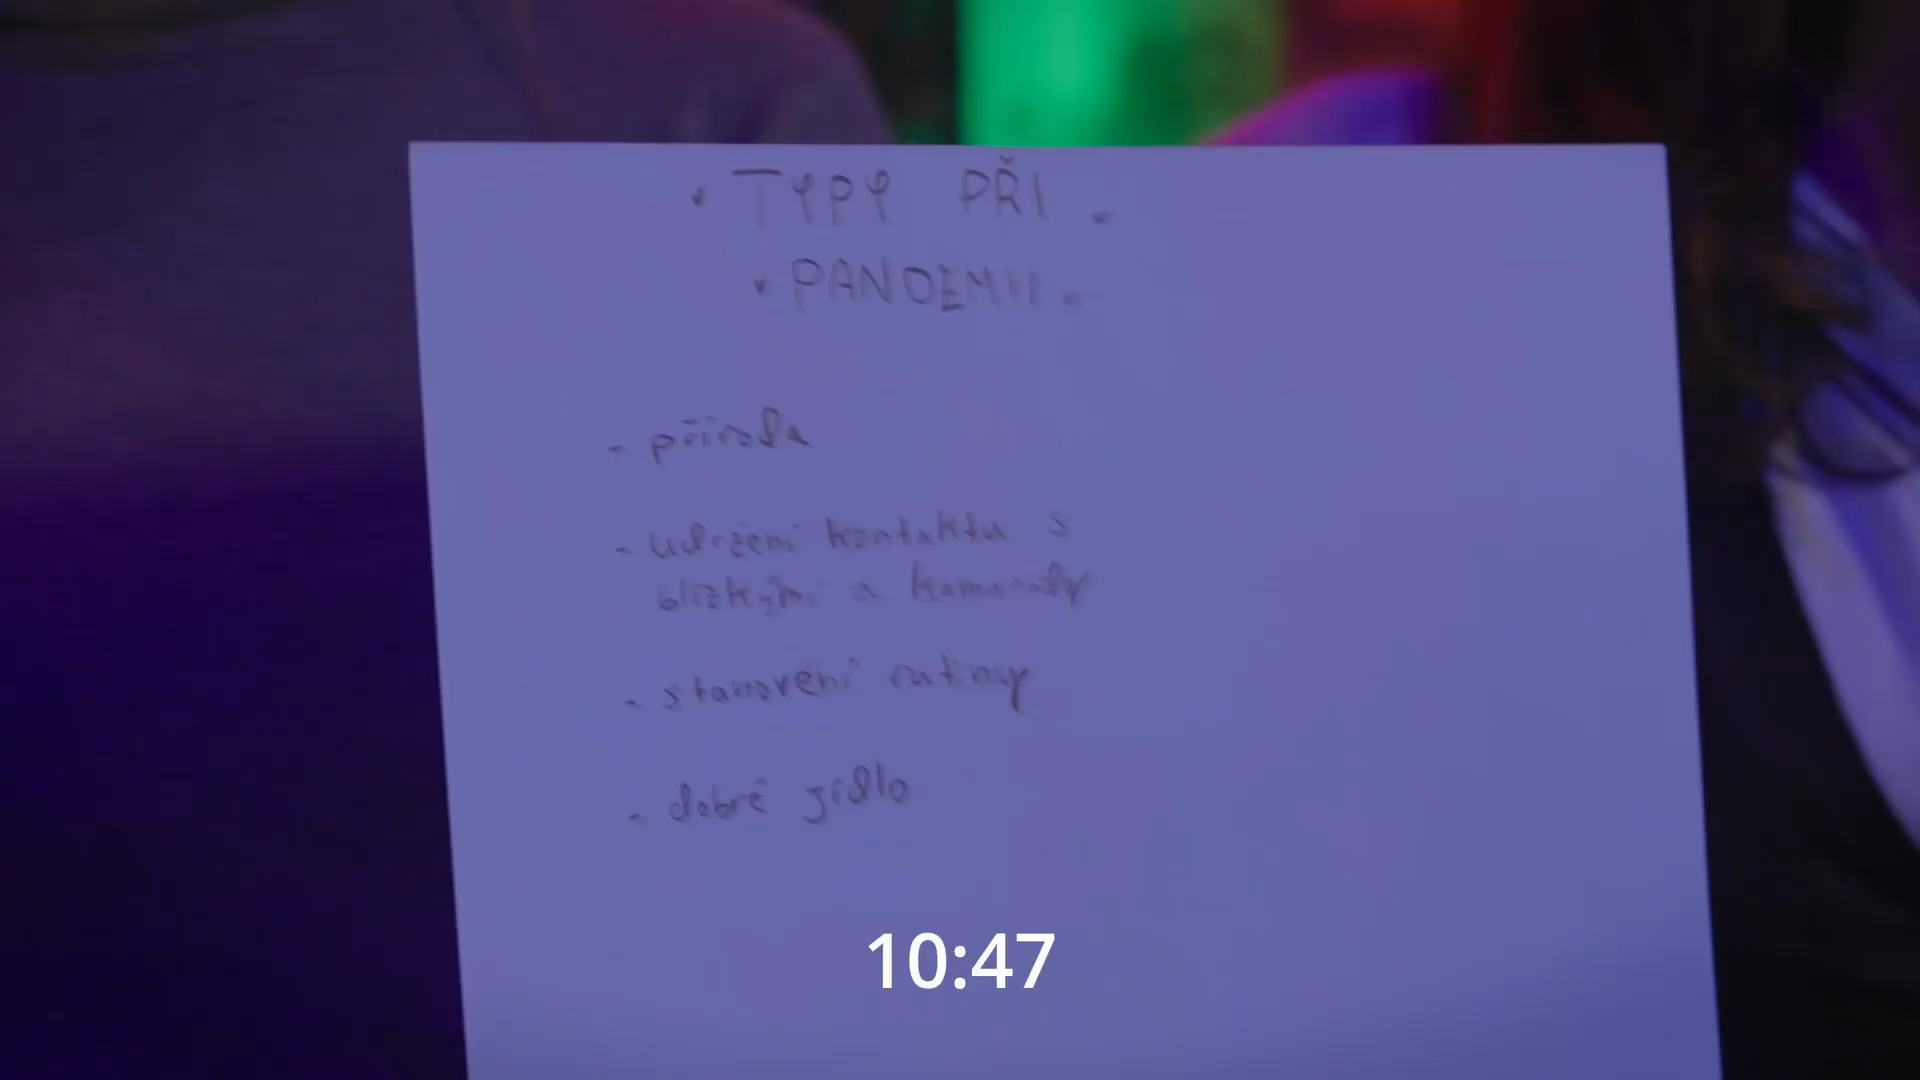 TYPY PŘI
PANDEMII
- příroda
- udržení kontaktu s
blízkými a kamarády
- stanovení rutiny
- dobré jídlo
10:47